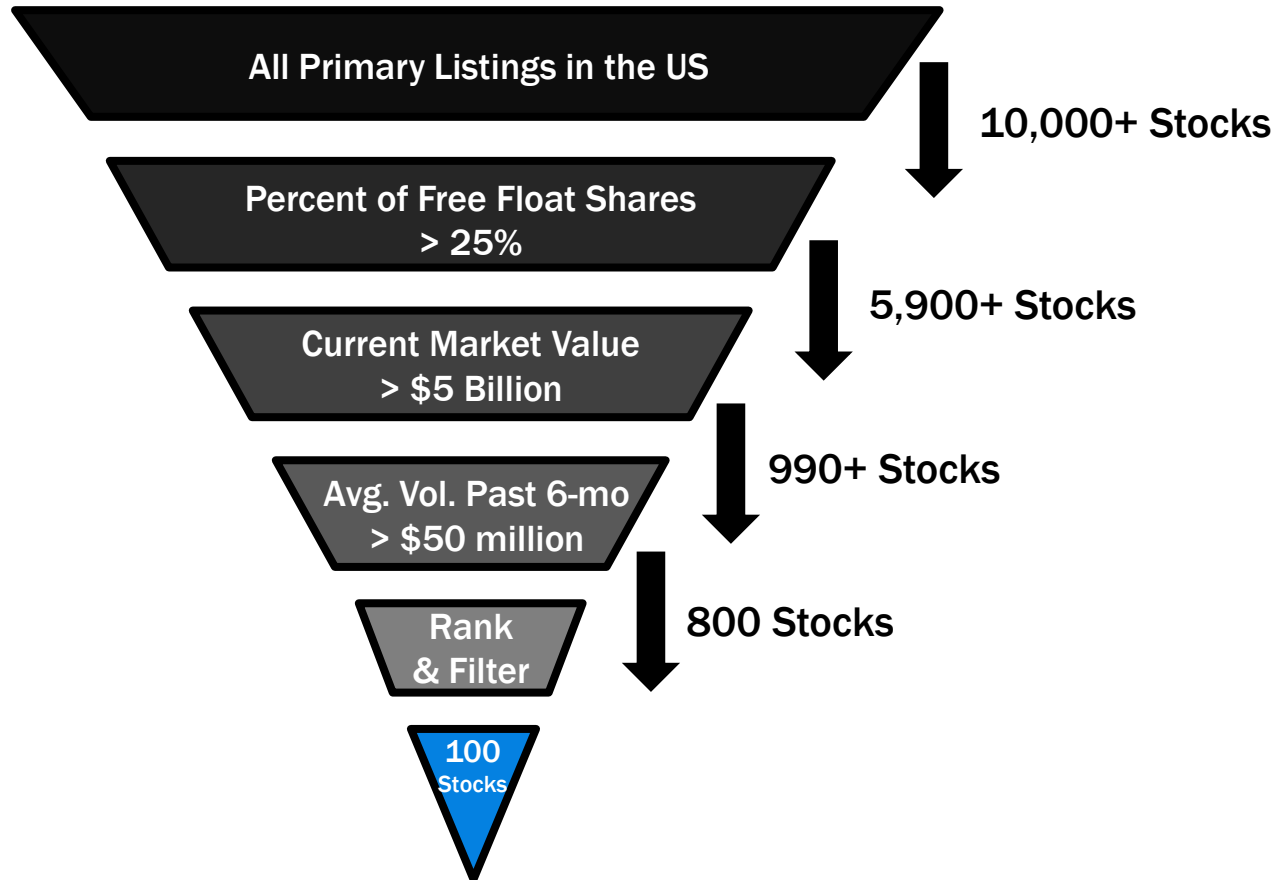 All Primary Listings in the US
10,000+ Stocks
Percent of Free Float Shares
> 25%
5,900+ Stocks
Current Market Value
> $5 Billion
990+ Stocks
Avg. Vol. Past 6-mo
> $50 million
800 Stocks
Rank
& Filter
100
Stocks